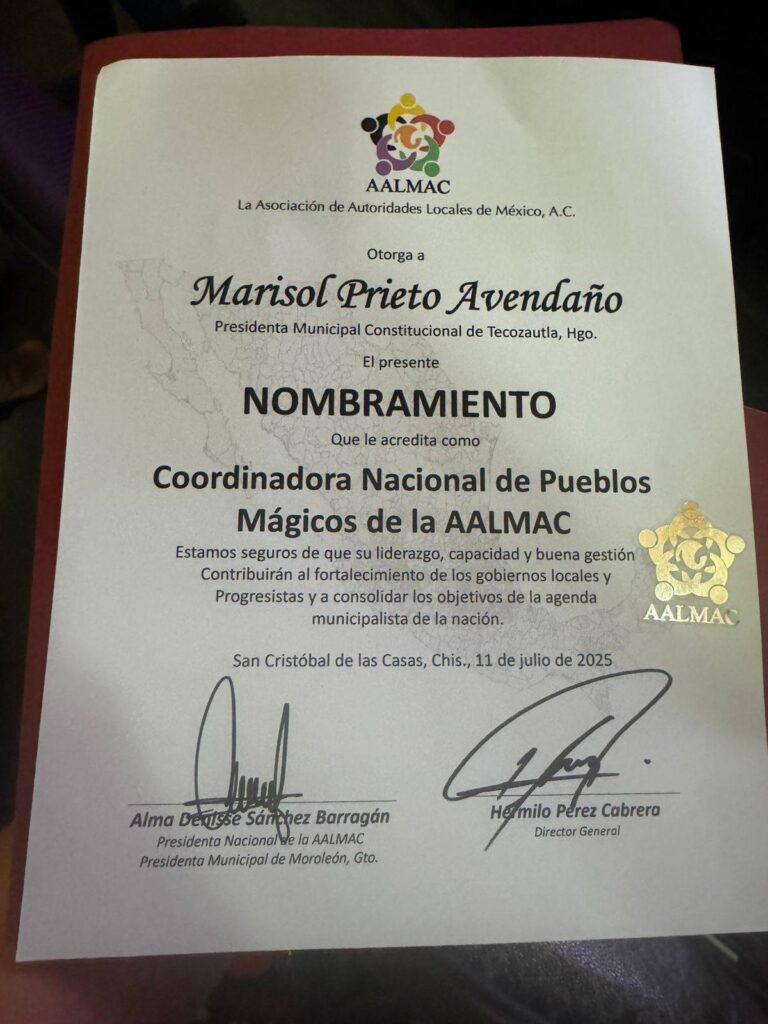 AALMAC
La Asociación de Autoridades Locales de México, A.C.
Otorga a
Marisol Prieto Avendaño
Presidenta Municipal Constitucional de Tecozautla, Hgo.
El presente
NOMBRAMIENTO
Que le acredita como
Coordinadora Nacional de Pueblos
Mágicos de la AALMAC
Estamos seguros de que su liderazgo, capacidad y buena gestión
Contribuirán al fortalecimiento de los gobiernos locales y
Progresistas y a consolidar los objetivos de la agenda
municipalista de la nación.
AALMAC
San Cristóbal de las Casas, Chis., 11 de julio de 2025
Alma Denisse Sánchez Barragán
Presidenta Nacional de la AALMAC
Presidenta Municipal de Moroleón, Gto.
Hermilo Pérez Cabrera
Director General